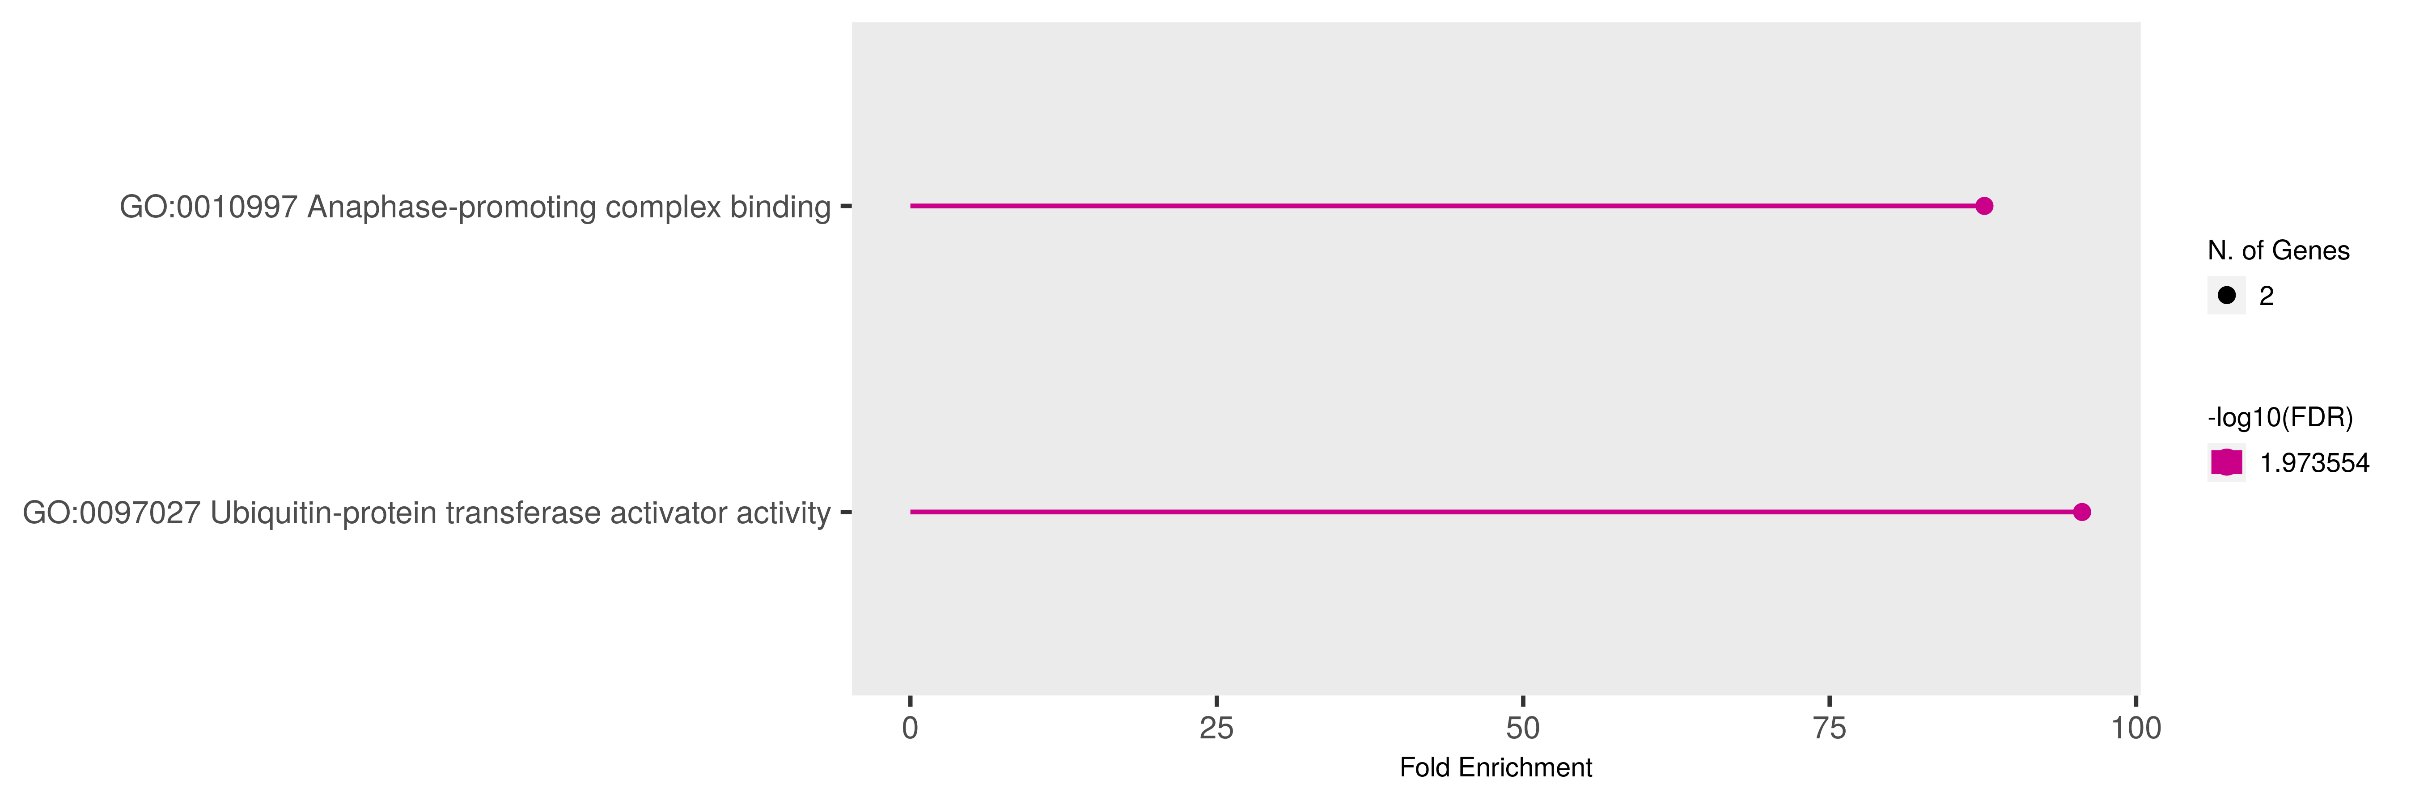 GO:0010997 Anaphase-promoting complex binding
GO:0097027 Ubiquitin-protein transferase activator activity
0 25 50 75 100
Fold Enrichment
N. of Genes
2
-log10(FDR)
1.973554